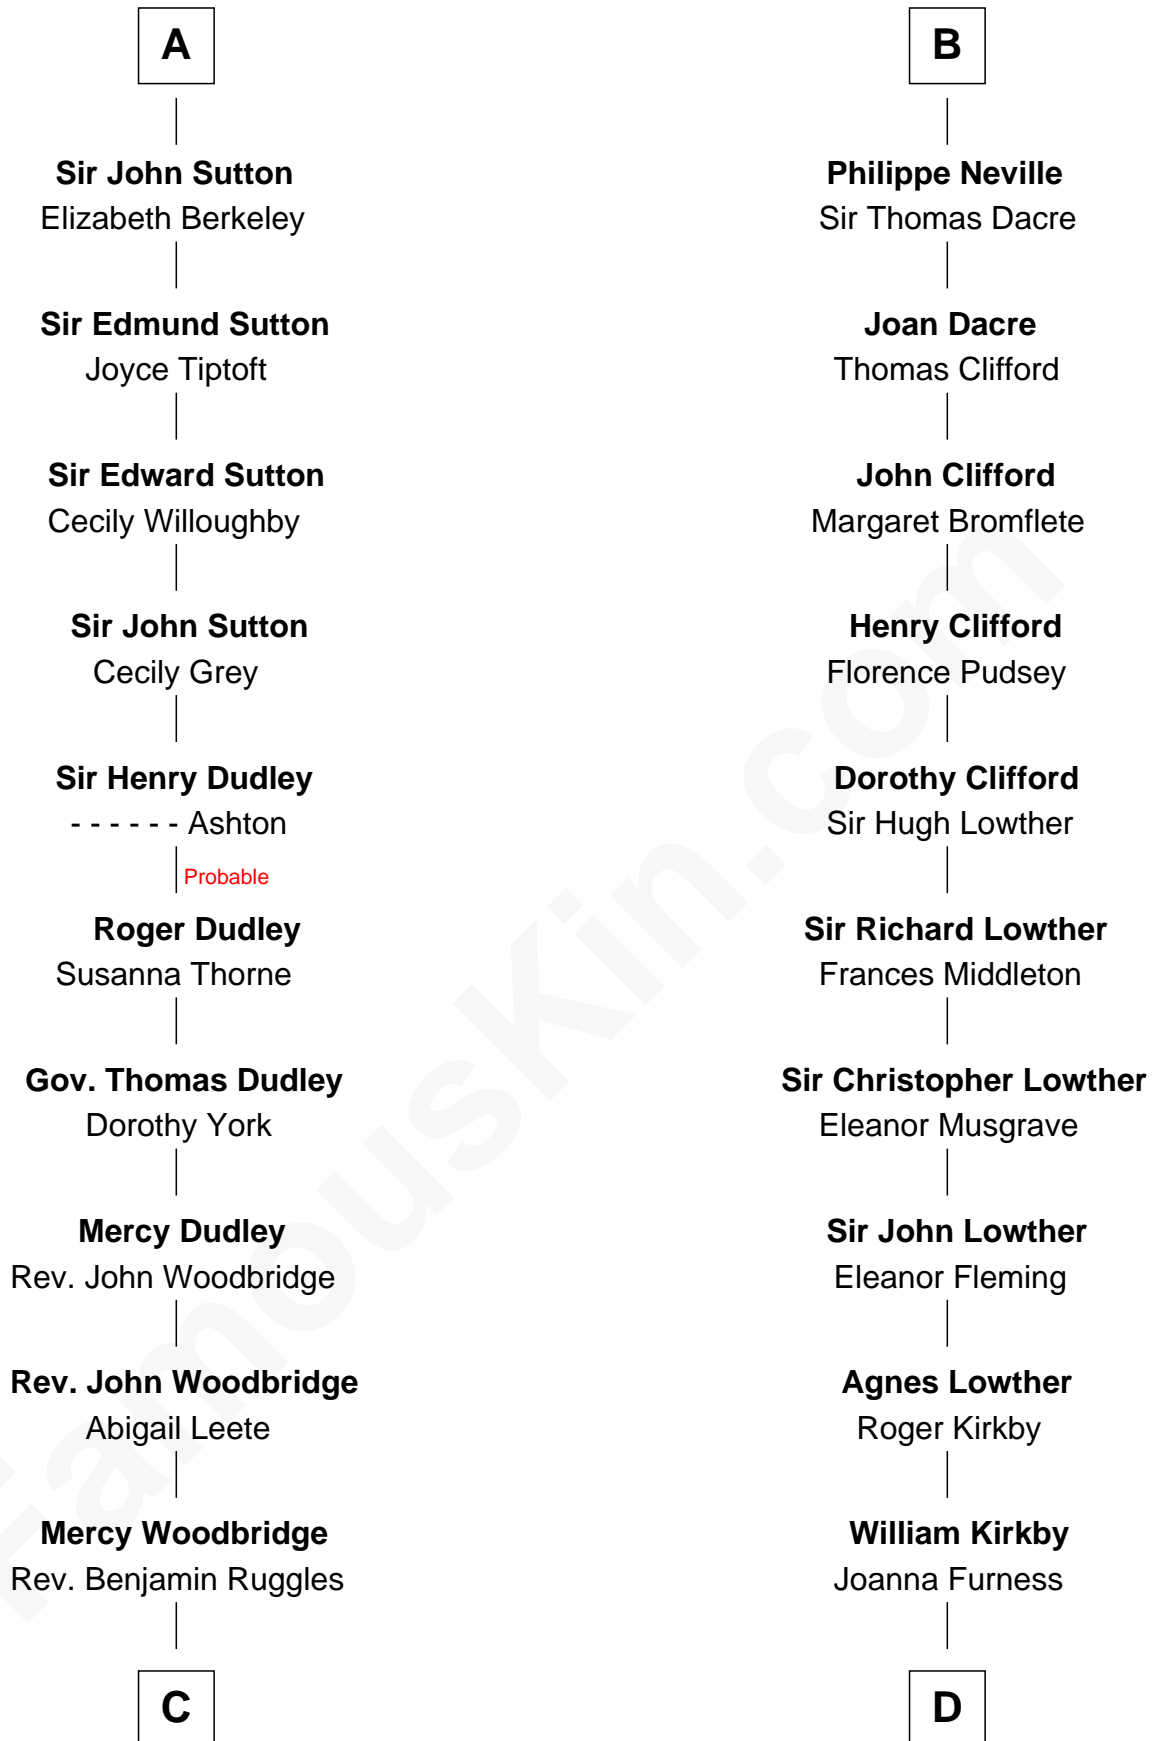 A
Sir John Sutton
Elizabeth Berkeley
Sir Edmund Sutton
Joyce Tiptoft
Sir Edward Sutton
Cecily Willoughby
Sir John Sutton
Cecily Grey
Sir Henry Dudley
- - - - - - Ashton
Probable
Roger Dudley
Susanna Thorne
Gov. Thomas Dudley
Dorothy York
Mercy Dudley
Rev. John Woodbridge
Rev. John Woodbridge
Abigail Leete
Mercy Woodbridge
Rev. Benjamin Ruggles
C
B
Philippe Neville
Sir Thomas Dacre
Joan Dacre
Thomas Clifford
John Clifford
Margaret Bromflete
Henry Clifford
Florence Pudsey
Dorothy Clifford
Sir Hugh Lowther
Sir Richard Lowther
Frances Middleton
Sir Christopher Lowther
Eleanor Musgrave
Sir John Lowther
Eleanor Fleming
Agnes Lowther
Roger Kirkby
William Kirkby
Joanna Furness
D
FamousKin.com